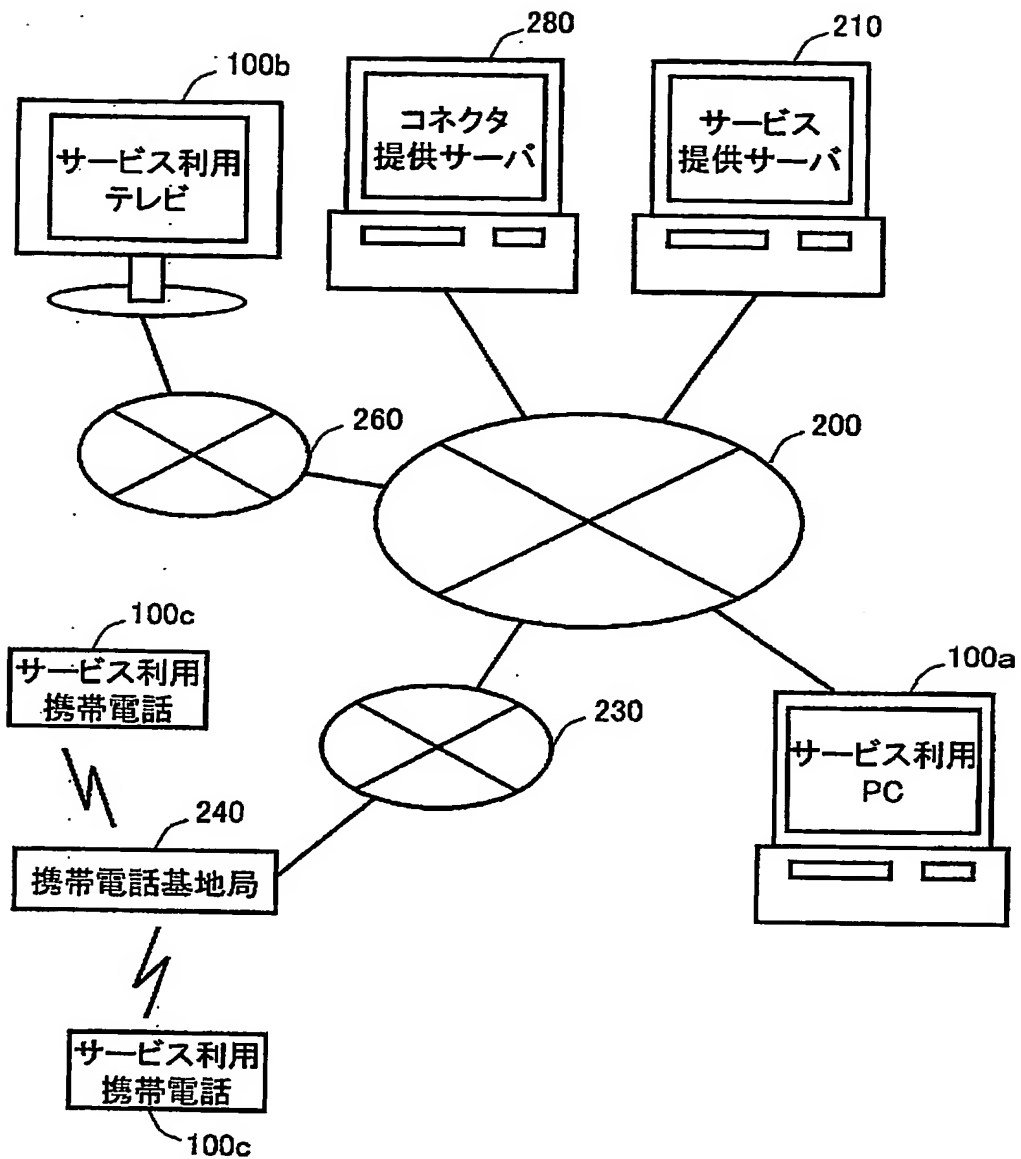 280
210
100b
コネクタ
提供サーバ
サービス
提供サーバ
サービス利用
テレビ
260
200
100c
サービス利用
携帯電話
100a
230
サービス利用
PC
240
携帯電話基地局
サービス利用
携帯電話
100c